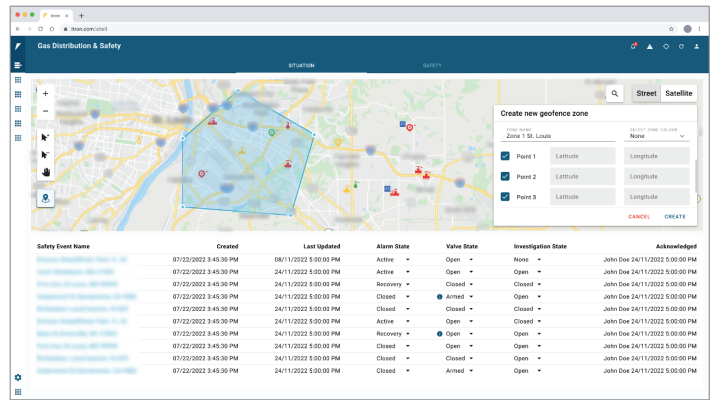 itron
itron.com/shell
Gas Distribution & Safety
SITUATION SAFETY
Street Satellite
Create new geofence zone
ZONE NAME SELECT ZONE COLOUR
Zone 1 St. Louis None
Point 1 Latitude Longitude
Point 2 Latitude Longitude
Point 3 Latitude Longitude
CANCEL CREATE
Safety Event Name Created Last Updated Alarm State Valve State Investigation State Acknowledged
07/22/2022 3:45:30 PM 08/11/2022 5:00:00 PM Active Open None John Doe 24/11/2022 5:00:00 PM
07/22/2022 3:45:30 PM 24/11/2022 5:00:00 PM Active Open Open John Doe 24/11/2022 5:00:00 PM
07/22/2022 3:45:30 PM 24/11/2022 5:00:00 PM Recovery Closed Closed John Doe 24/11/2022 5:00:00 PM
07/22/2022 3:45:30 PM 24/11/2022 5:00:00 PM Closed Armed Open John Doe 24/11/2022 5:00:00 PM
07/22/2022 3:45:30 PM 24/11/2022 5:00:00 PM Closed Closed Closed John Doe 24/11/2022 5:00:00 PM
07/22/2022 3:45:30 PM 24/11/2022 5:00:00 PM Active Open Closed John Doe 24/11/2022 5:00:00 PM
07/22/2022 3:45:30 PM 24/11/2022 5:00:00 PM Recovery Open Open John Doe 24/11/2022 5:00:00 PM
07/22/2022 3:45:30 PM 24/11/2022 5:00:00 PM Closed Open Open John Doe 24/11/2022 5:00:00 PM
07/22/2022 3:45:30 PM 24/11/2022 5:00:00 PM Closed Closed Open John Doe 24/11/2022 5:00:00 PM
07/22/2022 3:45:30 PM 24/11/2022 5:00:00 PM Closed Armed Open John Doe 24/11/2022 5:00:00 PM